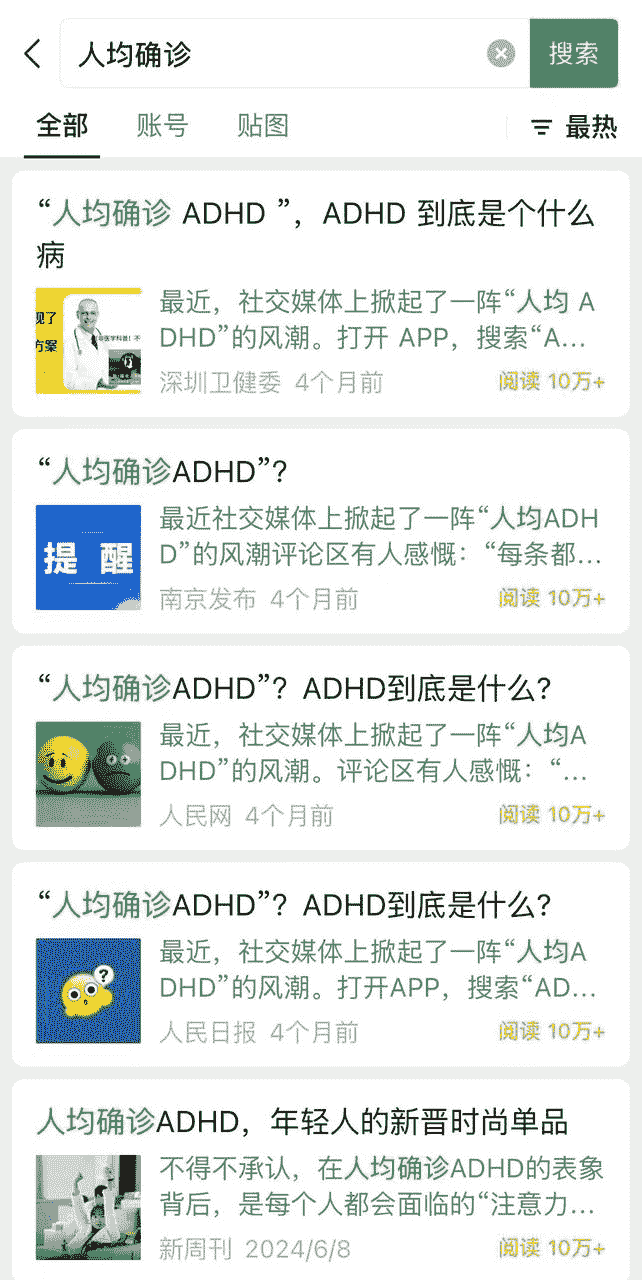 人均确诊
搜索
全部
账号
贴图
最热
“人均确诊 ADHD ”，ADHD 到底是个什么
病
现了
方案
最近，社交媒体上掀起了一阵“人均 A
DHD”的风潮。打开 APP，搜索“A...
深圳卫健委 4个月前
阅读 10万+
“人均确诊ADHD”？
提 醒
最近社交媒体上掀起了一阵“人均ADH
D”的风潮评论区有人感慨：“每条都...
南京发布 4个月前
阅读 10万+
“人均确诊ADHD”？ADHD到底是什么？
最近，社交媒体上掀起了一阵“人均A
DHD”的风潮。评论区有人感慨：“...
人民网 4个月前
阅读 10万+
“人均确诊ADHD”？ADHD到底是什么？
?
最近，社交媒体上掀起了一阵“人均A
DHD”的风潮。打开APP，搜索“AD...
人民日报 4个月前
阅读 10万+
人均确诊ADHD，年轻人的新晋时尚单品
不得不承认，在人均确诊ADHD的表象
背后，是每个人都会面临的“注意力...
新周刊 2024/6/8
阅读 10万+